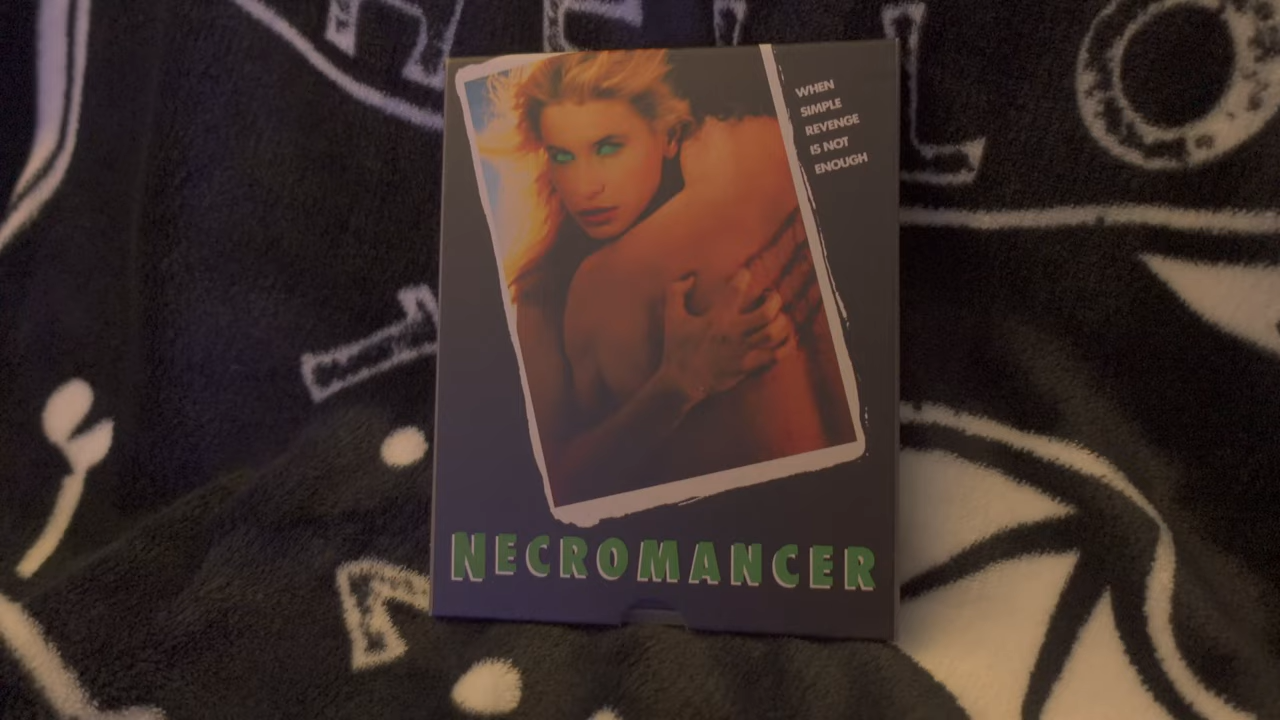 WHEN
SIMPLE
REVENGE
IS NOT
ENOUGH
NECROMANCER